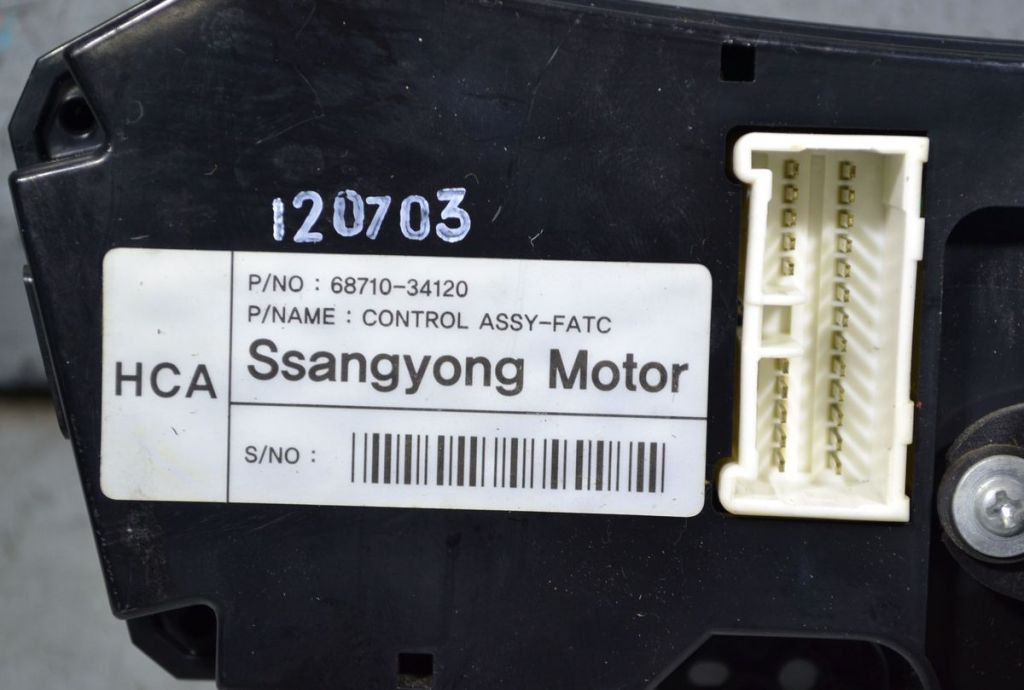 120703
P/NO : 68710-34120
P/NAME : CONTROL ASSY-FATC
HCA
Ssangyong Motor
S/NO :